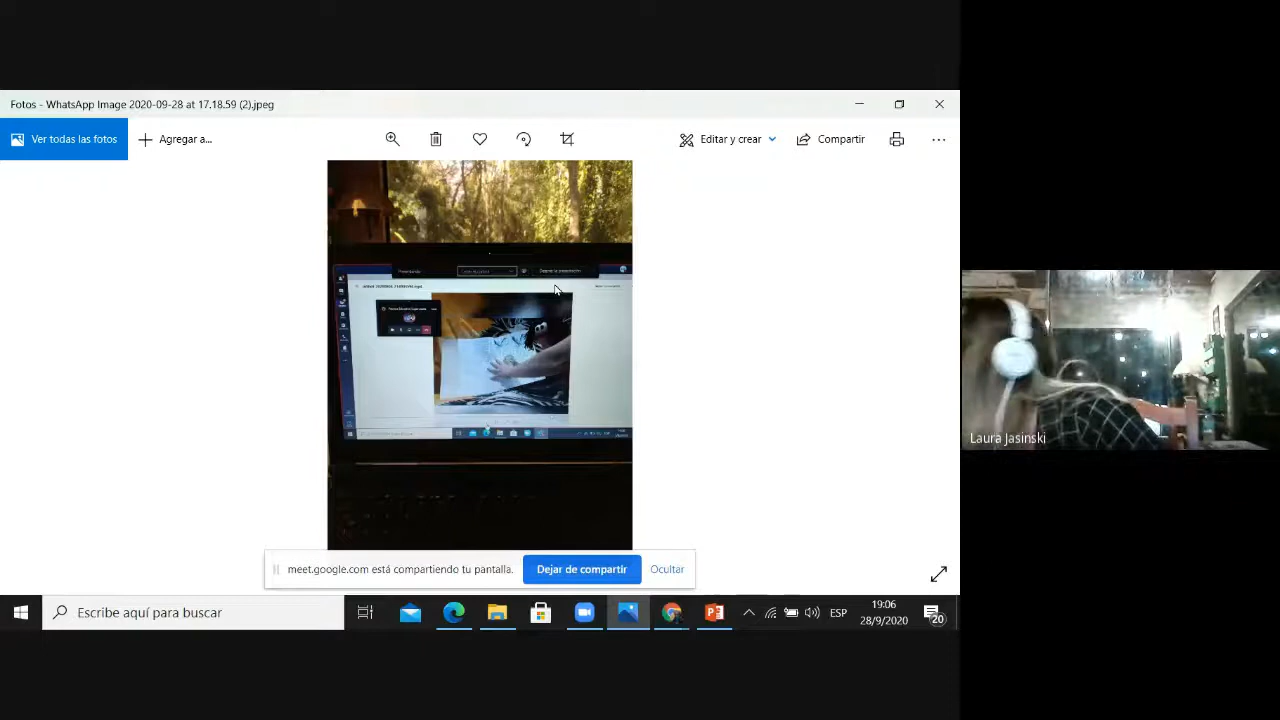 Fotos - WhatsApp Image 2020-09-28 at 17.18.59 (2).jpeg
Ver todas las fotos
Agregar a...
Editar y crear
Compartir
Laura Jasinski
meet.google.com está compartiendo tu pantalla.
Dejar de compartir
Ocultar
Escribe aquí para buscar
ESP
19:06
28/9/2020
20